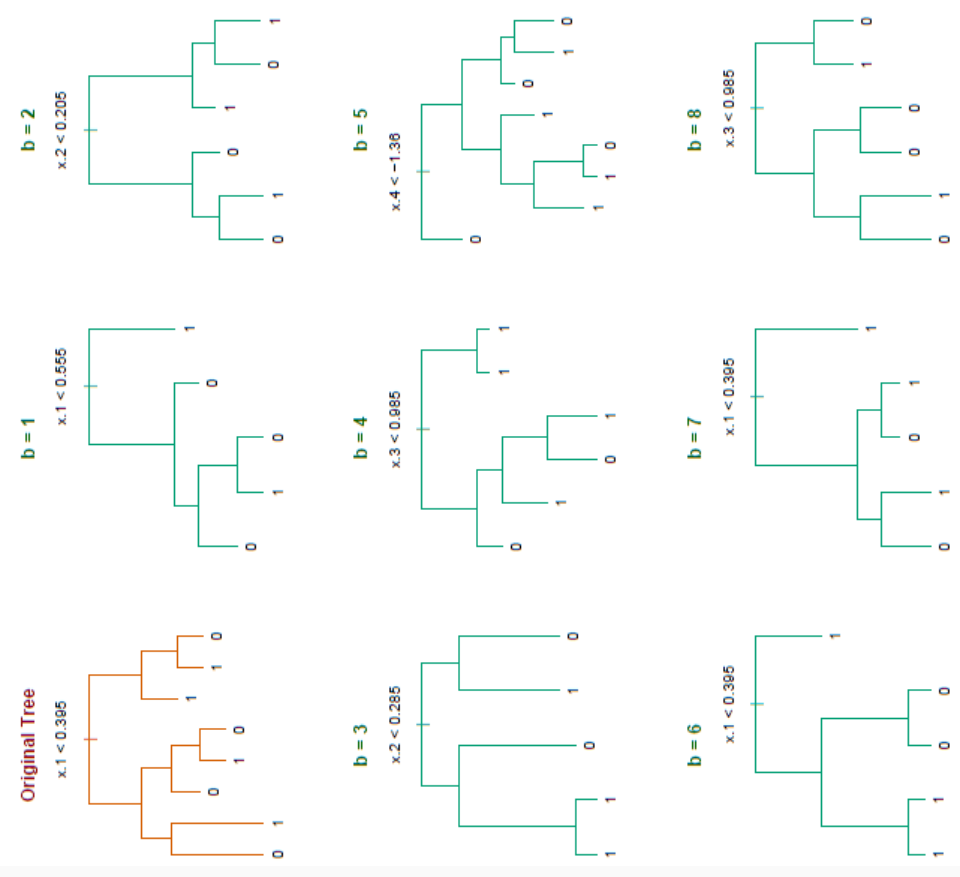 Original Tree
x.1 < 0.395
0 1 0 1 0 1 1 0
b = 1
x.1 < 0.555
0 1 0 0 1
b = 2
x.2 < 0.205
0 1 0 1 0 1
b = 3
x.2 < 0.285
1 1 0 1 0
b = 4
x.3 < 0.985
0 1 0 1 1 1
b = 5
x.4 < −1.36
0 1 1 0 1 0 1 0
b = 6
x.1 < 0.395
1 1 0 0 1
b = 7
x.1 < 0.395
0 1 0 1 1
b = 8
x.3 < 0.985
0 1 0 0 1 0